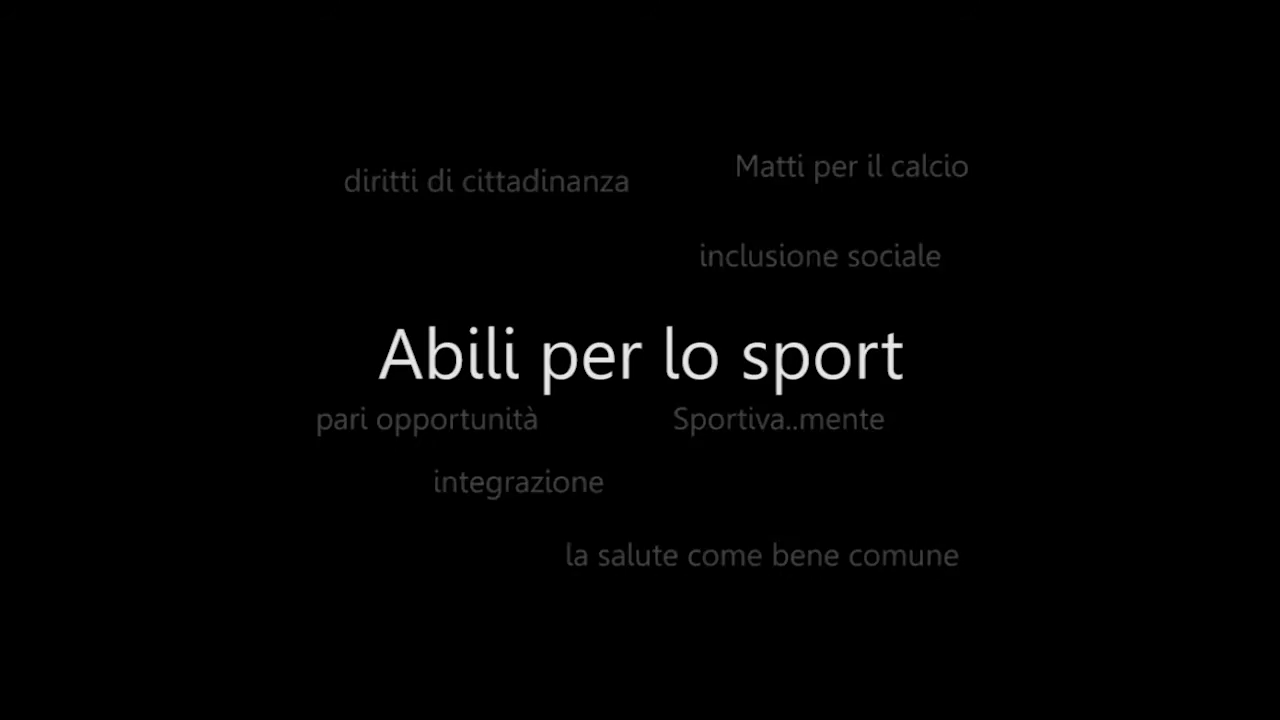 Matti per il calcio
diritti di cittadinanza
inclusione sociale
Abili per lo sport
pari opportunità
Sportiva..mente
integrazione
la salute come bene comune